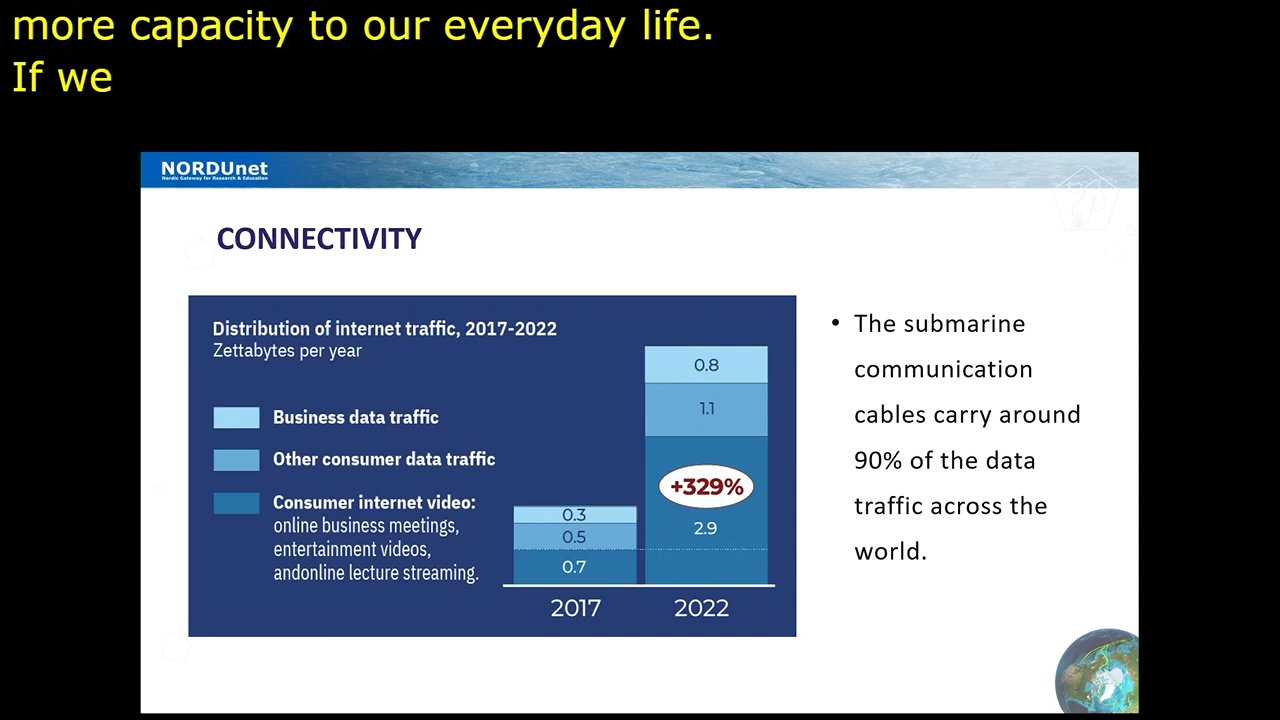 more capacity to our everyday life.
If we
NORDUnet
Nordic Gateway for Research & Education
CONNECTIVITY
Distribution of internet traffic, 2017-2022
Zettabytes per year
Business data traffic
Other consumer data traffic
Consumer internet video:
online business meetings,
entertainment videos,
andonline lecture streaming.
0.3
0.5
0.7
2017
0.8
1.1
+329%
2.9
2022
• The submarine
communication
cables carry around
90% of the data
traffic across the
world.